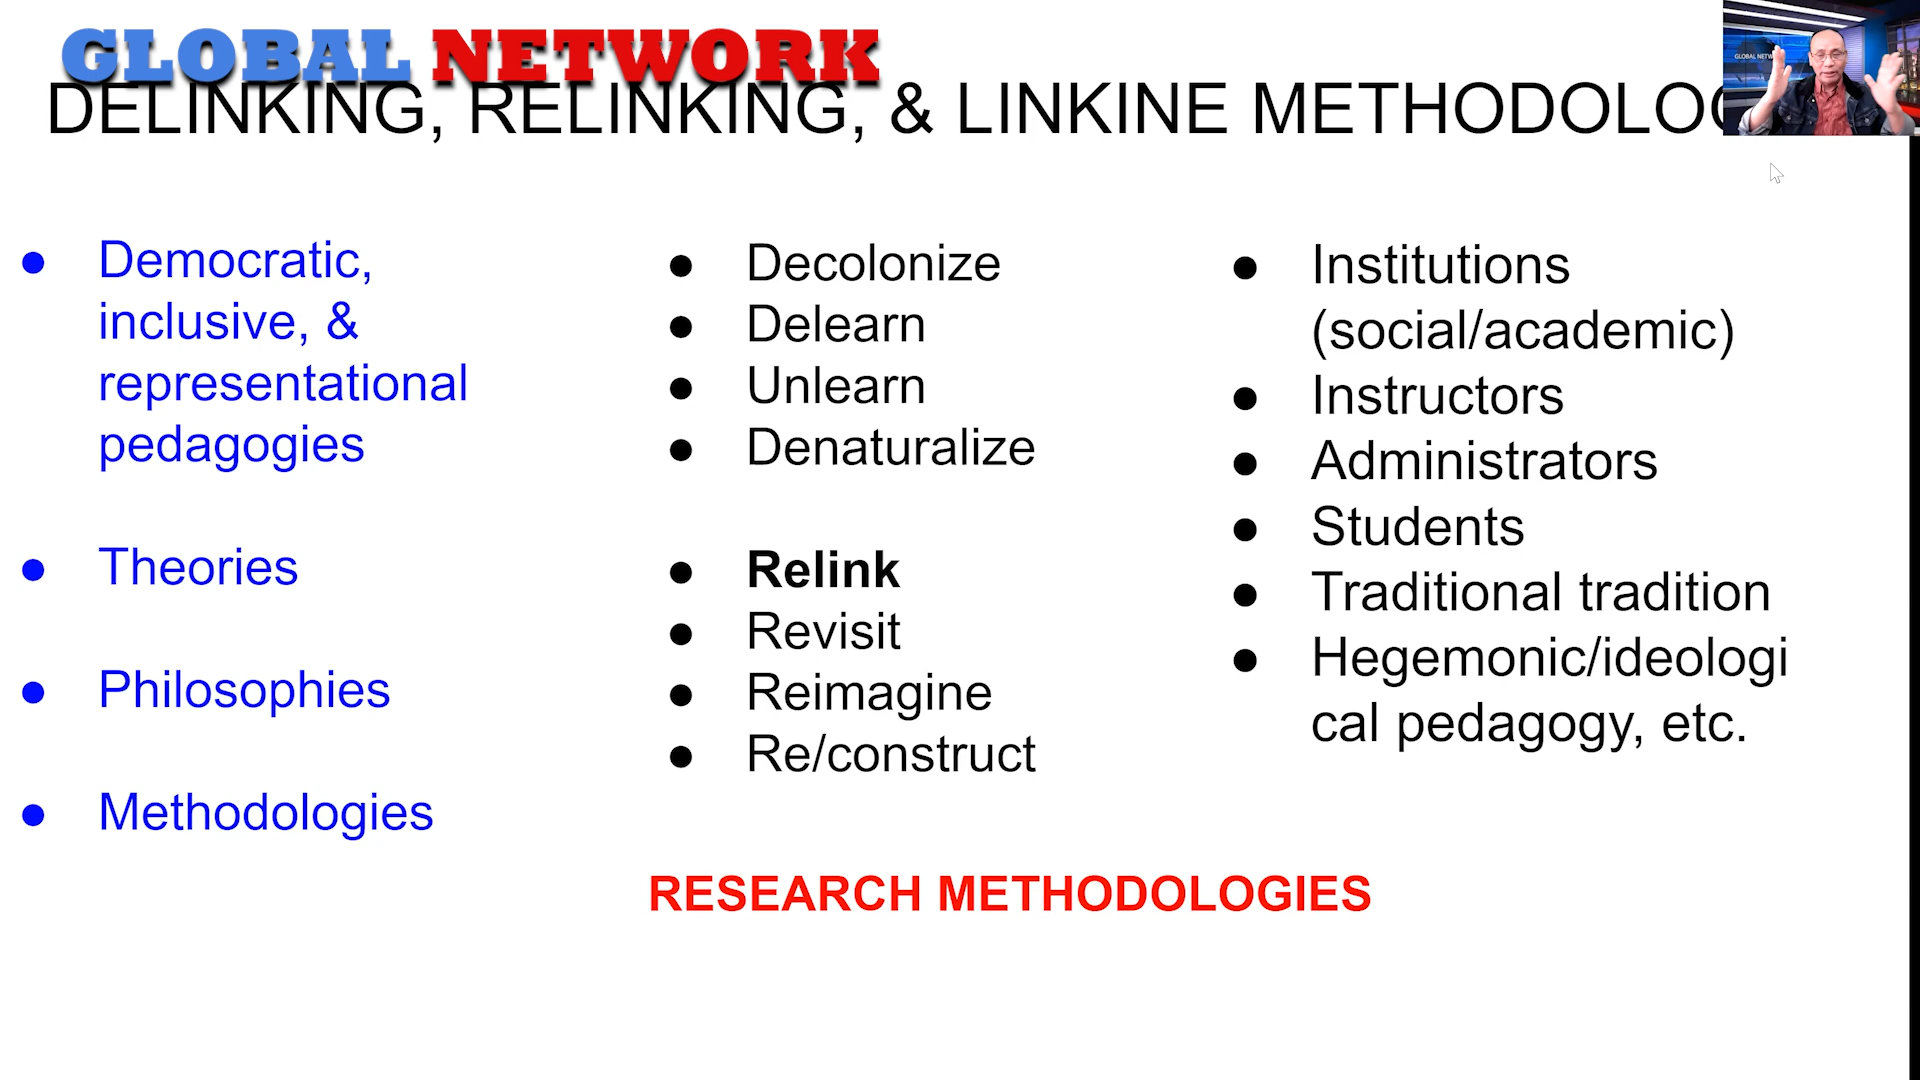 GLOBAL NETWORK
DELINKING, RELINKING, & LINKINE
● Democratic,
inclusive, &
representational
pedagogies
● Theories
● Philosophies
● Methodologies
● Decolonize
● Delearn
● Unlearn
● Denaturalize
● Relink
● Revisit
● Reimagine
● Re/construct
● Institutions
(social/academic)
● Instructors
● Administrators
● Students
● Traditional tradition
● Hegemonic/ideologi
cal pedagogy, etc.
RESEARCH METHODOLOGIES